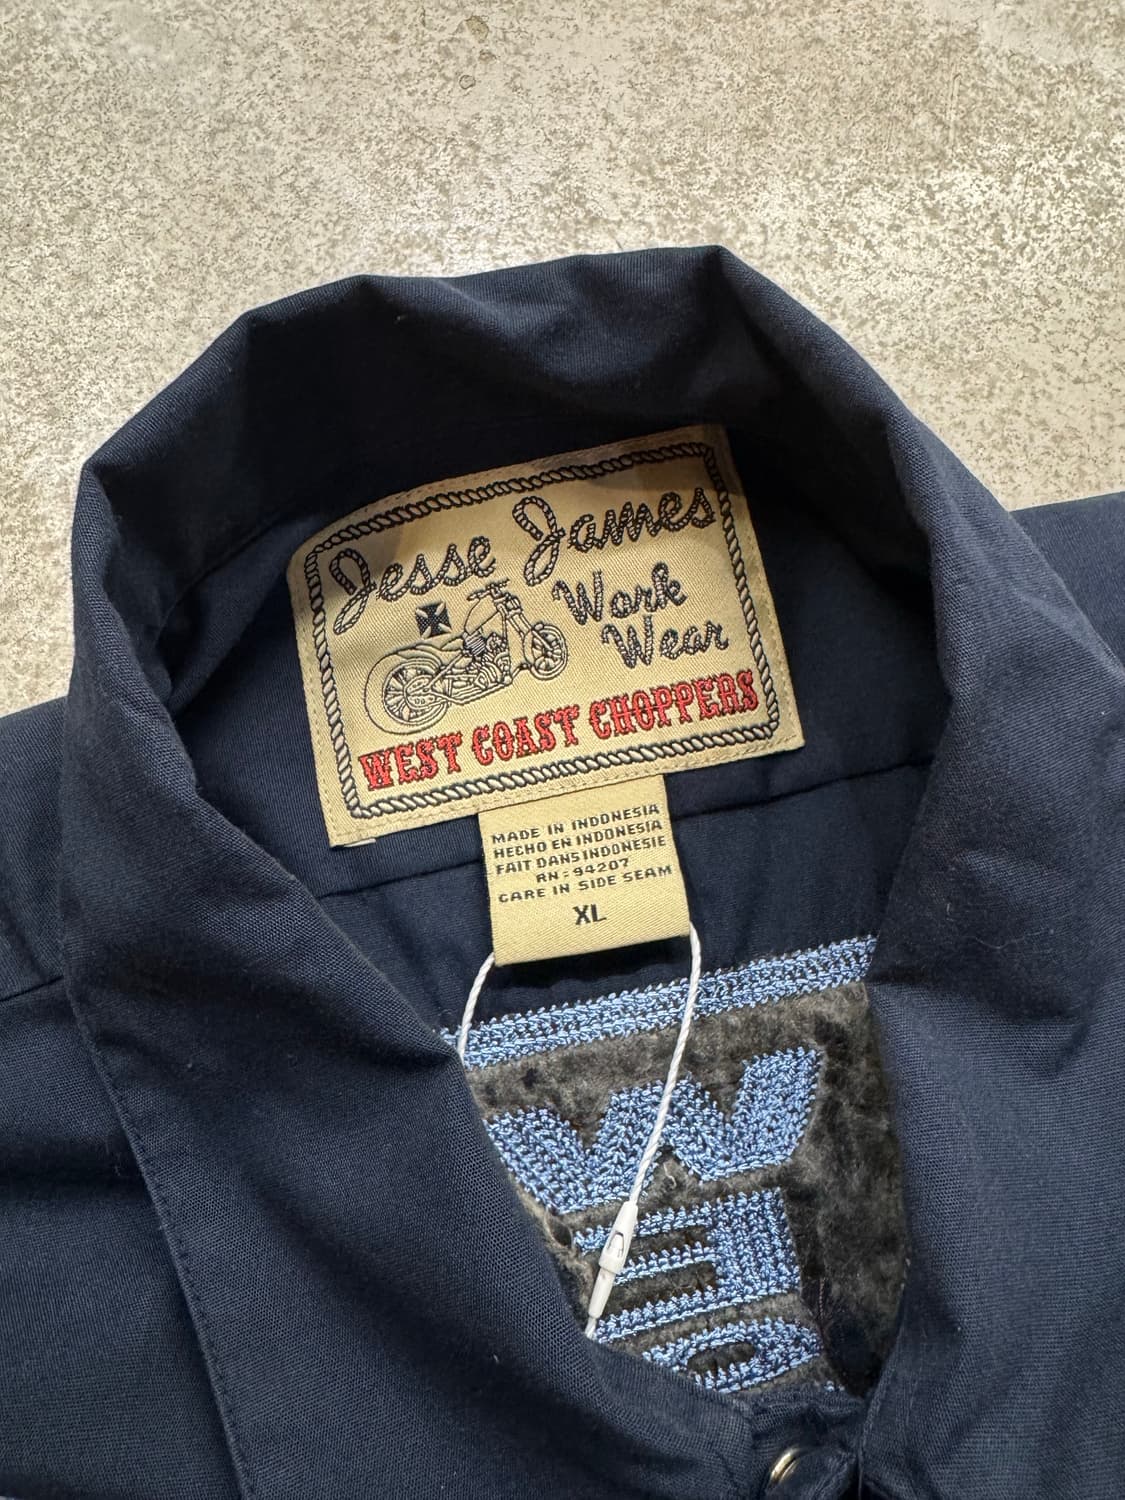 Jesse James
Work
Wear
WEST COAST CHOPPERS
MADE IN INDONESIA
HECHO EN INDONESIA
FAIT DANS INDONESIE
RN: 94207
CARE IN SIDE SEAM
XL